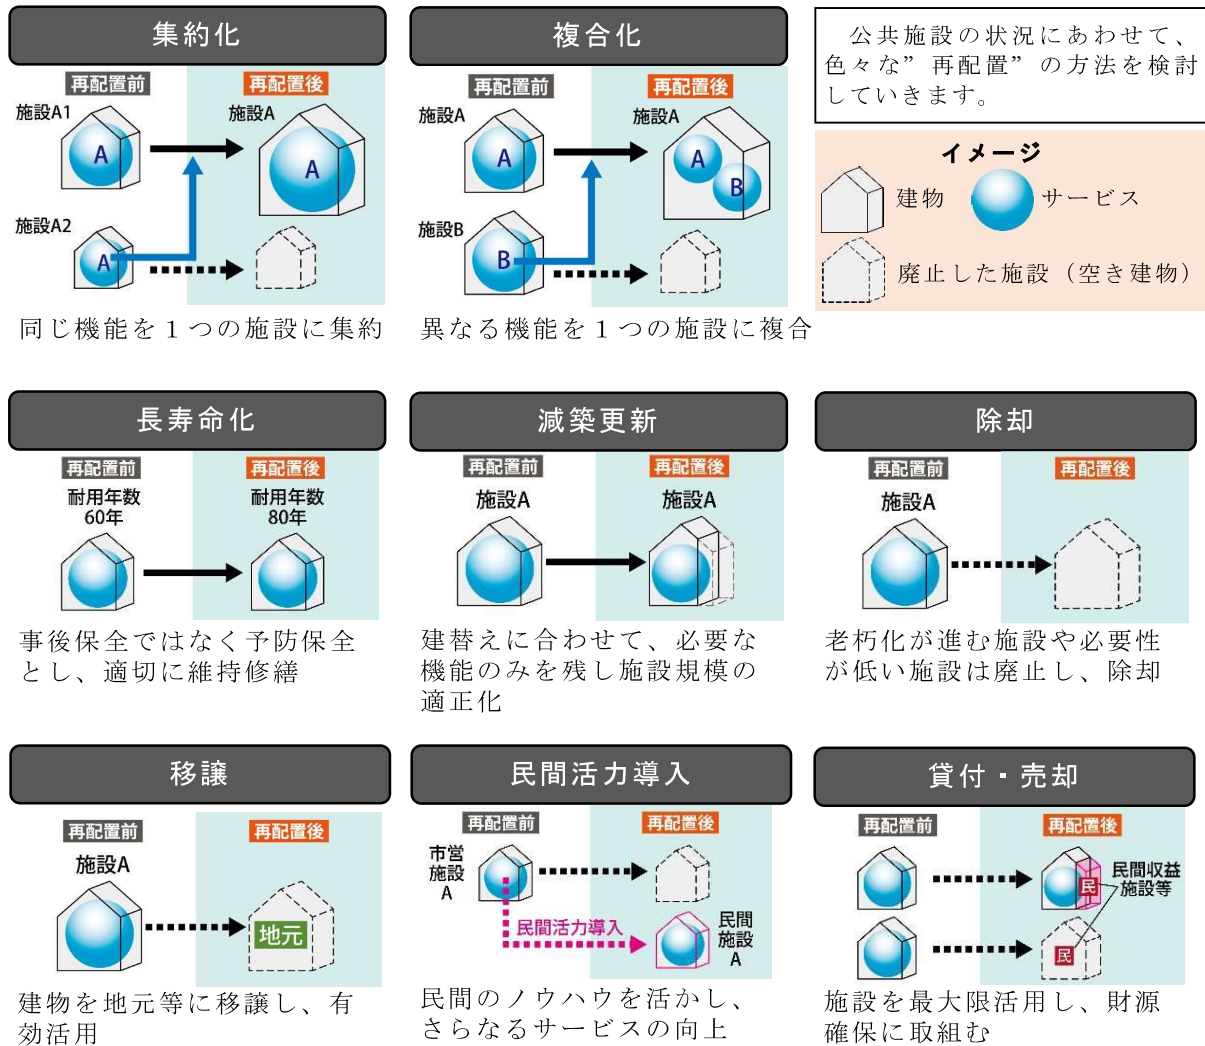 集約化
再配置前
再配置後
施設A1
施設A
A
A
施設A2
A
同じ機能を１つの施設に集約
複合化
再配置前
再配置後
施設A
施設A
A
A
B
施設B
B
異なる機能を１つの施設に複合
公共施設の状況にあわせて、
色々な”再配置”の方法を検討
していきます。
イメージ
建物
サービス
廃止した施設（空き建物）
長寿命化
再配置前
再配置後
耐用年数
60年
耐用年数
80年
事後保全ではなく予防保全
とし、適切に維持修繕
減築更新
再配置前
再配置後
施設A
施設A
建替えに合わせて、必要な
機能のみを残し施設規模の
適正化
除却
再配置前
再配置後
施設A
老朽化が進む施設や必要性
が低い施設は廃止し、除却
移譲
再配置前
再配置後
施設A
地元
建物を地元等に移譲し、有
効活用
民間活力導入
再配置前
再配置後
市営
施設
A
民間活力導入
民間
施設
A
民間のノウハウを活かし、
さらなるサービスの向上
貸付・売却
再配置前
再配置後
民
民間収益
施設等
民
施設を最大限活用し、財源
確保に取組む